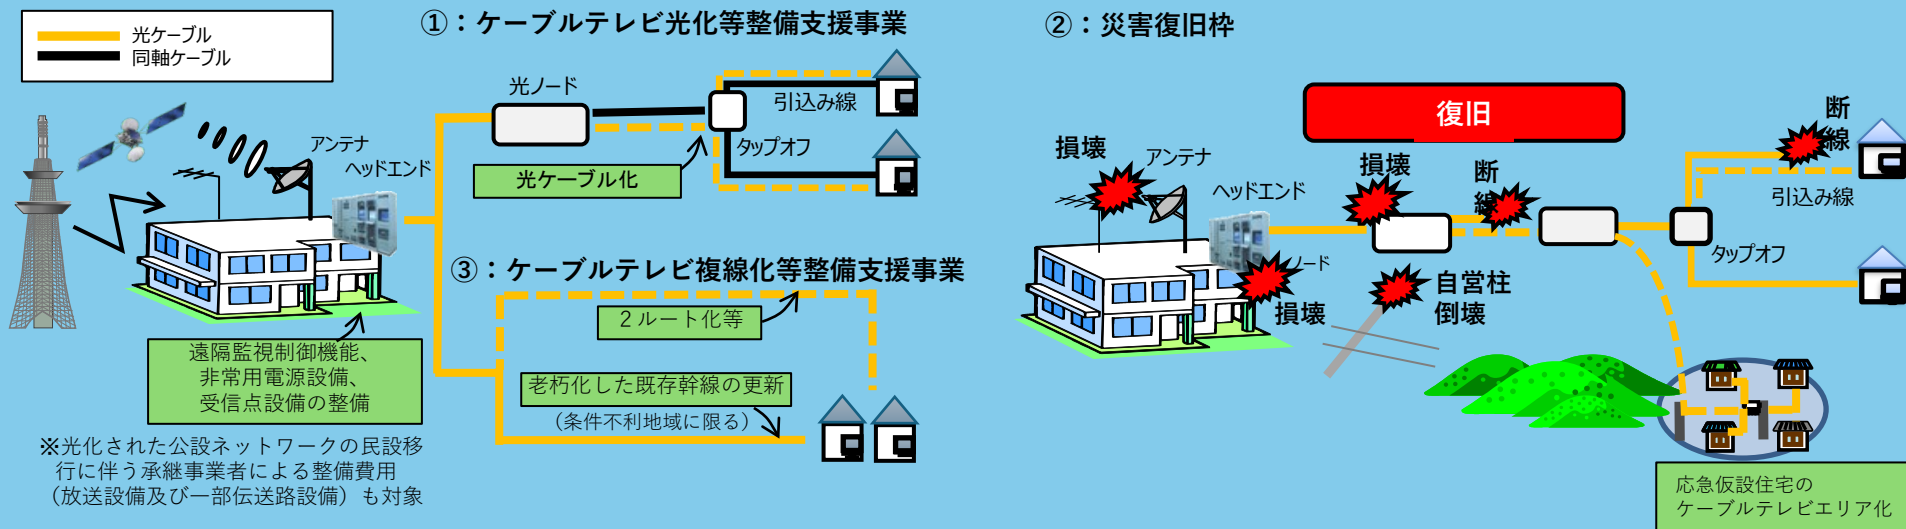 光ケーブル
同軸ケーブル
①：ケーブルテレビ光化等整備支援事業
光ノード
引込み線
タップオフ
光ケーブル化
アンテナ
ヘッドエンド
③：ケーブルテレビ複線化等整備支援事業
２ルート化等
老朽化した既存幹線の更新
（条件不利地域に限る）
遠隔監視制御機能、
非常用電源設備、
受信点設備の整備
※光化された公設ネットワークの民設移
行に伴う承継事業者による整備費用
（放送設備及び一部伝送路設備）も対象
②：災害復旧枠
復旧
損壊
アンテナ
ヘッドエンド
損壊
断
線
断
線
引込み線
タップオフ
ノード
損壊
自営柱
倒壊
応急仮設住宅の
ケーブルテレビエリア化